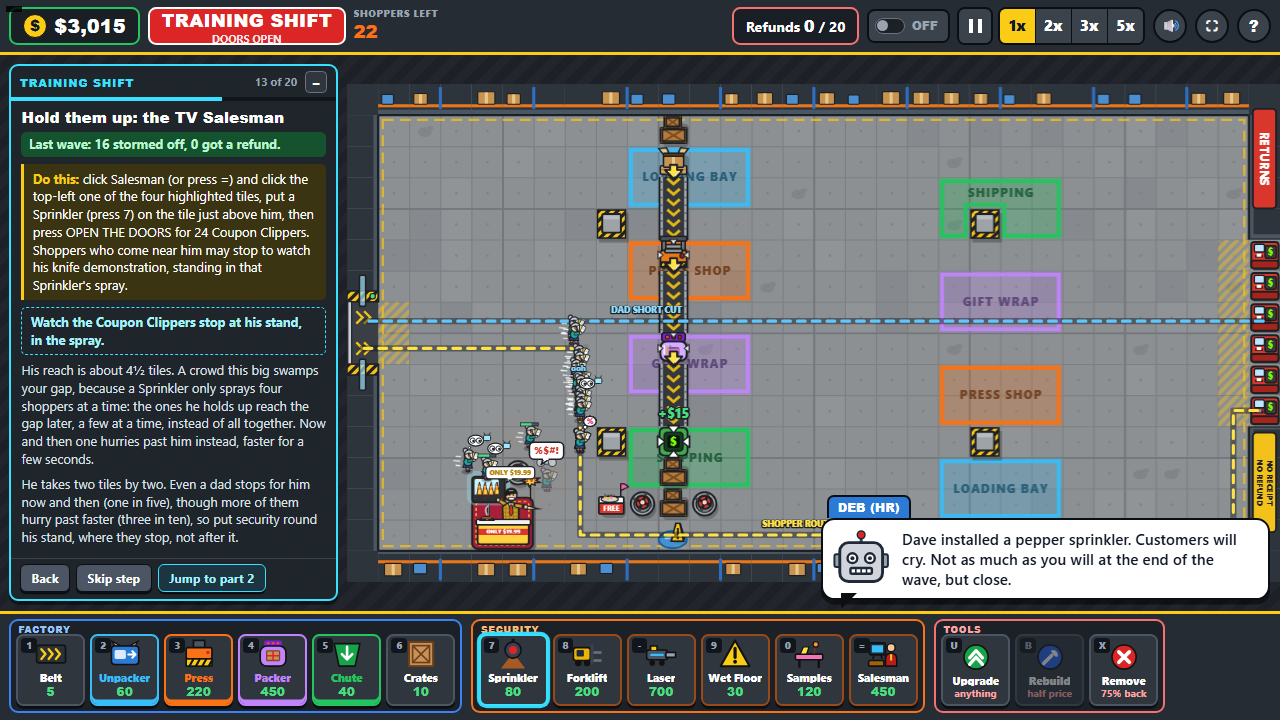 $3,015
TRAINING SHIFT
DOORS OPEN
SHOPPERS LEFT
22
Refunds 0 / 20
OFF
1x
2x
3x
5x
?
TRAINING SHIFT
13 of 20
–
Hold them up: the TV Salesman
Last wave: 16 stormed off, 0 got a refund.
Do this: click Salesman (or press =) and click the
top-left one of the four highlighted tiles, put a
Sprinkler (press 7) on the tile just above him, then
press OPEN THE DOORS for 24 Coupon Clippers.
Shoppers who come near him may stop to watch
his knife demonstration, standing in that
Sprinkler's spray.
Watch the Coupon Clippers stop at his stand,
in the spray.
His reach is about 4½ tiles. A crowd this big swamps
your gap, because a Sprinkler only sprays four
shoppers at a time: the ones he holds up reach the
gap later, a few at a time, instead of all together. Now
and then one hurries past him instead, faster for a
few seconds.
He takes two tiles by two. Even a dad stops for him
now and then (one in five), though more of them
hurry past faster (three in ten), so put security round
his stand, where they stop, not after it.
Back
Skip step
Jump to part 2
RETURNS
SHIPPING
DAD SHORT CUT
GIFT WRAP
PRESS SHOP
+$15
%$#!
ONLY $19.99
ONLY $19.99
FREE
LOADING BAY
NO RECEIPT
NO REFUND
DEB (HR)
Dave installed a pepper sprinkler. Customers will
cry. Not as much as you will at the end of the
wave, but close.
FACTORY
1
Belt
5
2
Unpacker
60
3
Press
220
4
Packer
450
5
Chute
40
6
Crates
10
SECURITY
7
Sprinkler
80
8
Forklift
200
-
Laser
700
9
Wet Floor
30
0
Samples
120
=
Salesman
450
TOOLS
U
Upgrade
anything
B
Rebuild
half price
X
Remove
75% back